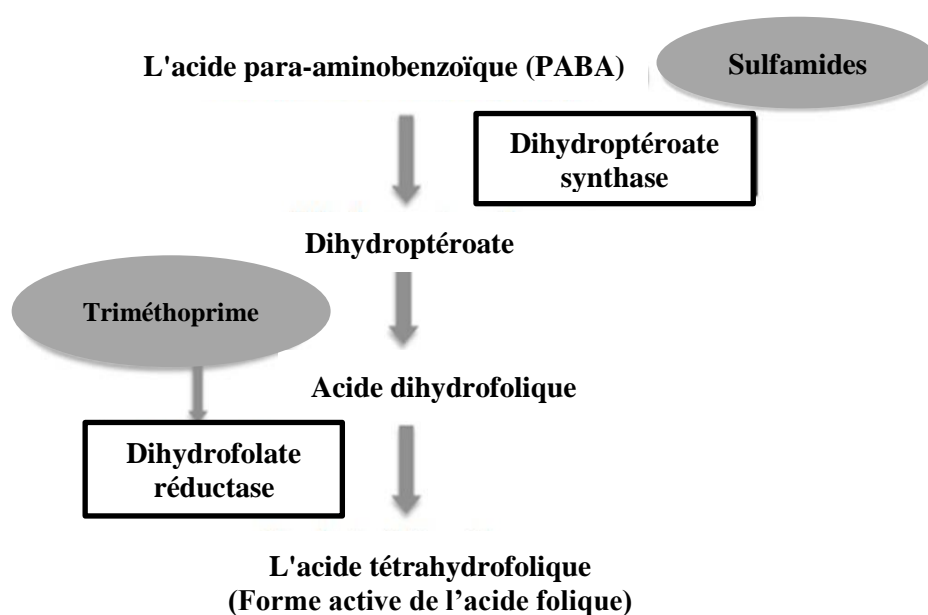 L'acide para-aminobenzoïque (PABA)
Sulfamides
Dihydroptéroate
synthase
Dihydroptéroate
Triméthoprime
Acide dihydrofolique
Dihydrofolate
réductase
L'acide tétrahydrofolique
(Forme active de l’acide folique)